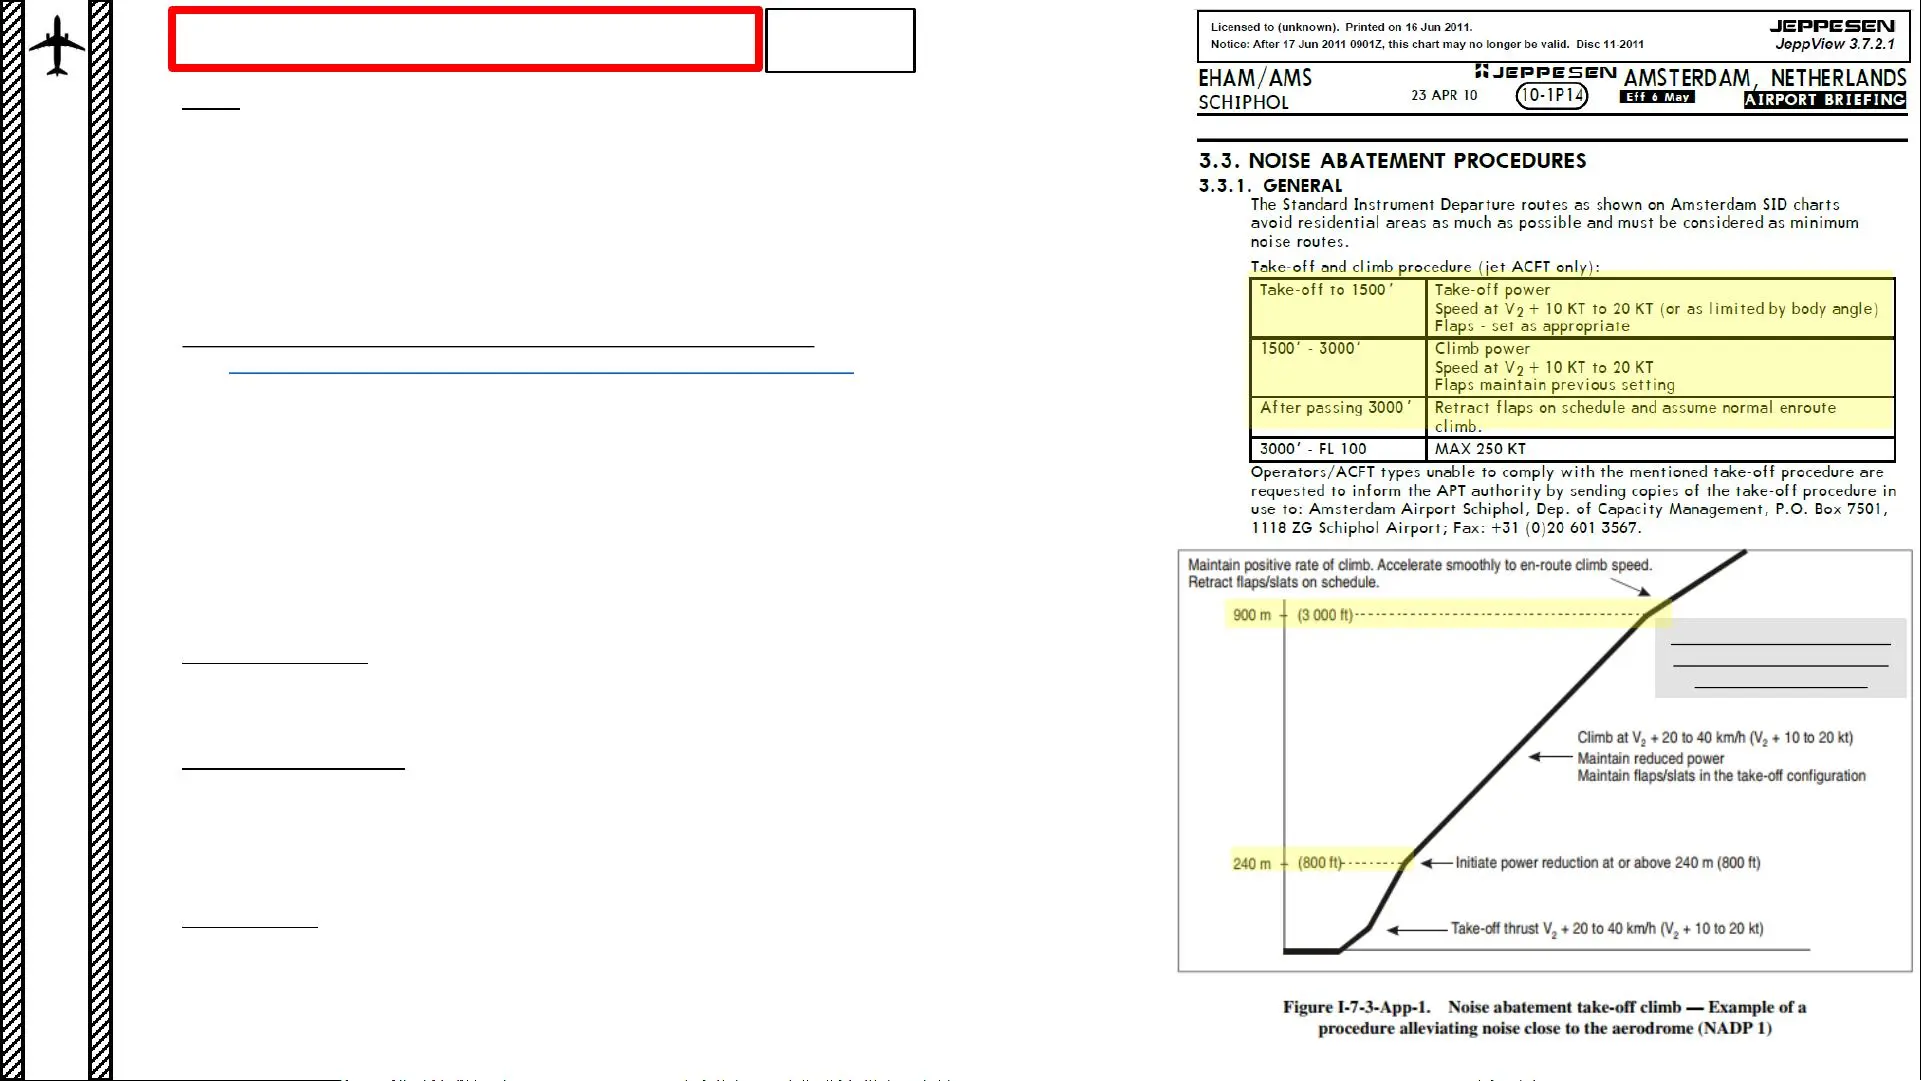 Licensed to (unknown). Printed on 16 Jun 2011.
Notice: After 17 Jun 2011 0901Z, this chart may no longer be valid. Disc 11-2011
JEPPESEN
JeppView 3.7.2.1
EHAM/AMS
SCHIPHOL
JEPPESEN
23 APR 10
10-1P14
Eff 6 May
AMSTERDAM, NETHERLANDS
AIRPORT BRIEFING
3.3. NOISE ABATEMENT PROCEDURES
3.3.1. GENERAL
The Standard Instrument Departure routes as shown on Amsterdam SID charts
avoid residential areas as much as possible and must be considered as minimum
noise routes.
Take-off and climb procedure (jet ACFT only):
Take-off to 1500'
Take-off power
Speed at V2 + 10 KT to 20 KT (or as limited by body angle)
Flaps - set as appropriate
1500' - 3000'
Climb power
Speed at V2 + 10 KT to 20 KT
Flaps maintain previous setting
After passing 3000'
Retract flaps on schedule and assume normal enroute
climb.
3000' - FL 100
MAX 250 KT
Operators/ACFT types unable to comply with the mentioned take-off procedure are
requested to inform the APT authority by sending copies of the take-off procedure in
use to: Amsterdam Airport Schiphol, Dep. of Capacity Management, P.O. Box 7501,
1118 ZG Schiphol Airport; Fax: +31 (0)20 601 3567.
Maintain positive rate of climb. Accelerate smoothly to en-route climb speed.
Retract flaps/slats on schedule.
900 m (3 000 ft)
Climb at V2 + 20 to 40 km/h (V2 + 10 to 20 kt)
Maintain reduced power
Maintain flaps/slats in the take-off configuration
240 m (800 ft)
Initiate power reduction at or above 240 m (800 ft)
Take-off thrust V2 + 20 to 40 km/h (V2 + 10 to 20 kt)
Figure I-7-3-App-1. Noise abatement take-off climb — Example of a
procedure alleviating noise close to the aerodrome (NADP 1)